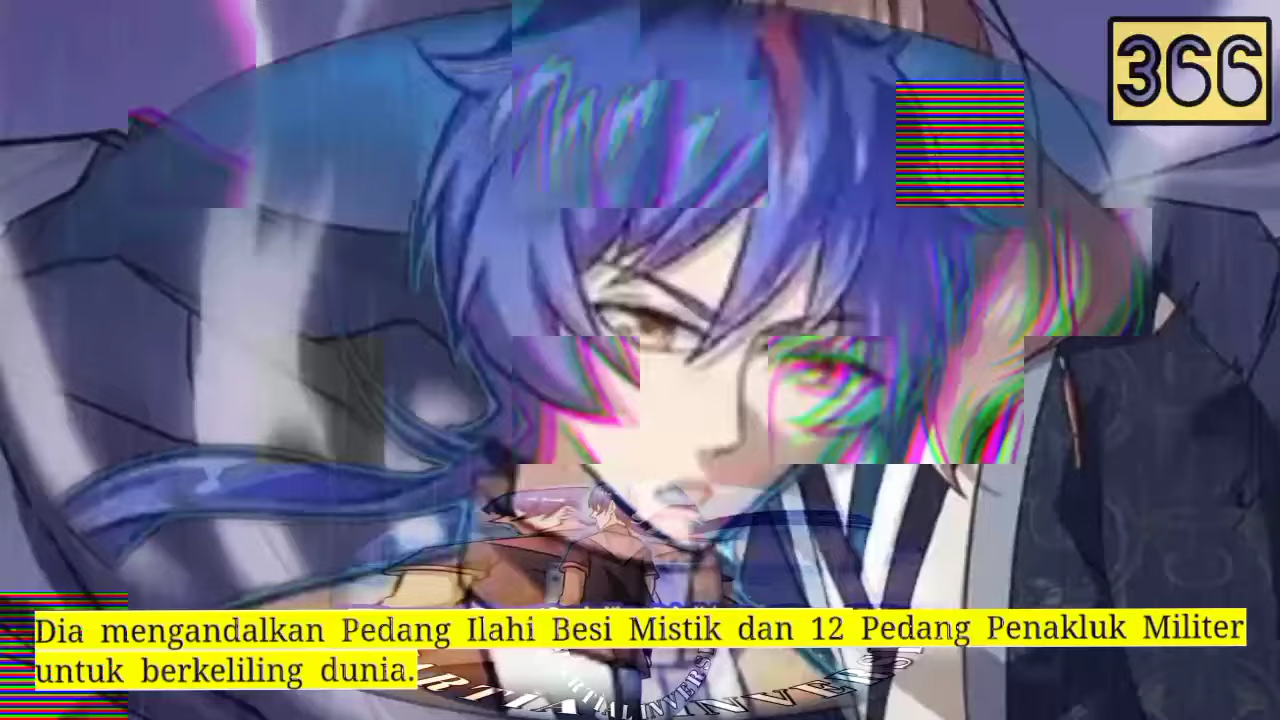 366
Dia mengandalkan Pedang Ilahi Besi Mistik dan 12 Pedang Penakluk Militer
untuk berkeliling dunia.